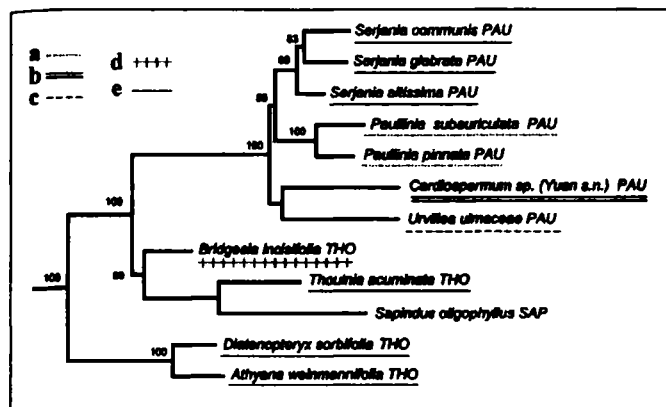 a
b
c
d
e
Serjania communis PAU
Serjania glabrata PAU
Serjania altissima PAU
Paullinia subauriculata PAU
Paullinia pinnata PAU
Cardiospermum sp. (Yuan s.n.) PAU
Urvillea ulmaceae PAU
Bridgesia incisifolia THO
Thouinia acuminata THO
Sapindus oligophyllus SAP
Diatenopteryx sorbifolia THO
Athyana weinmannifolia THO
100
100
100
100
100